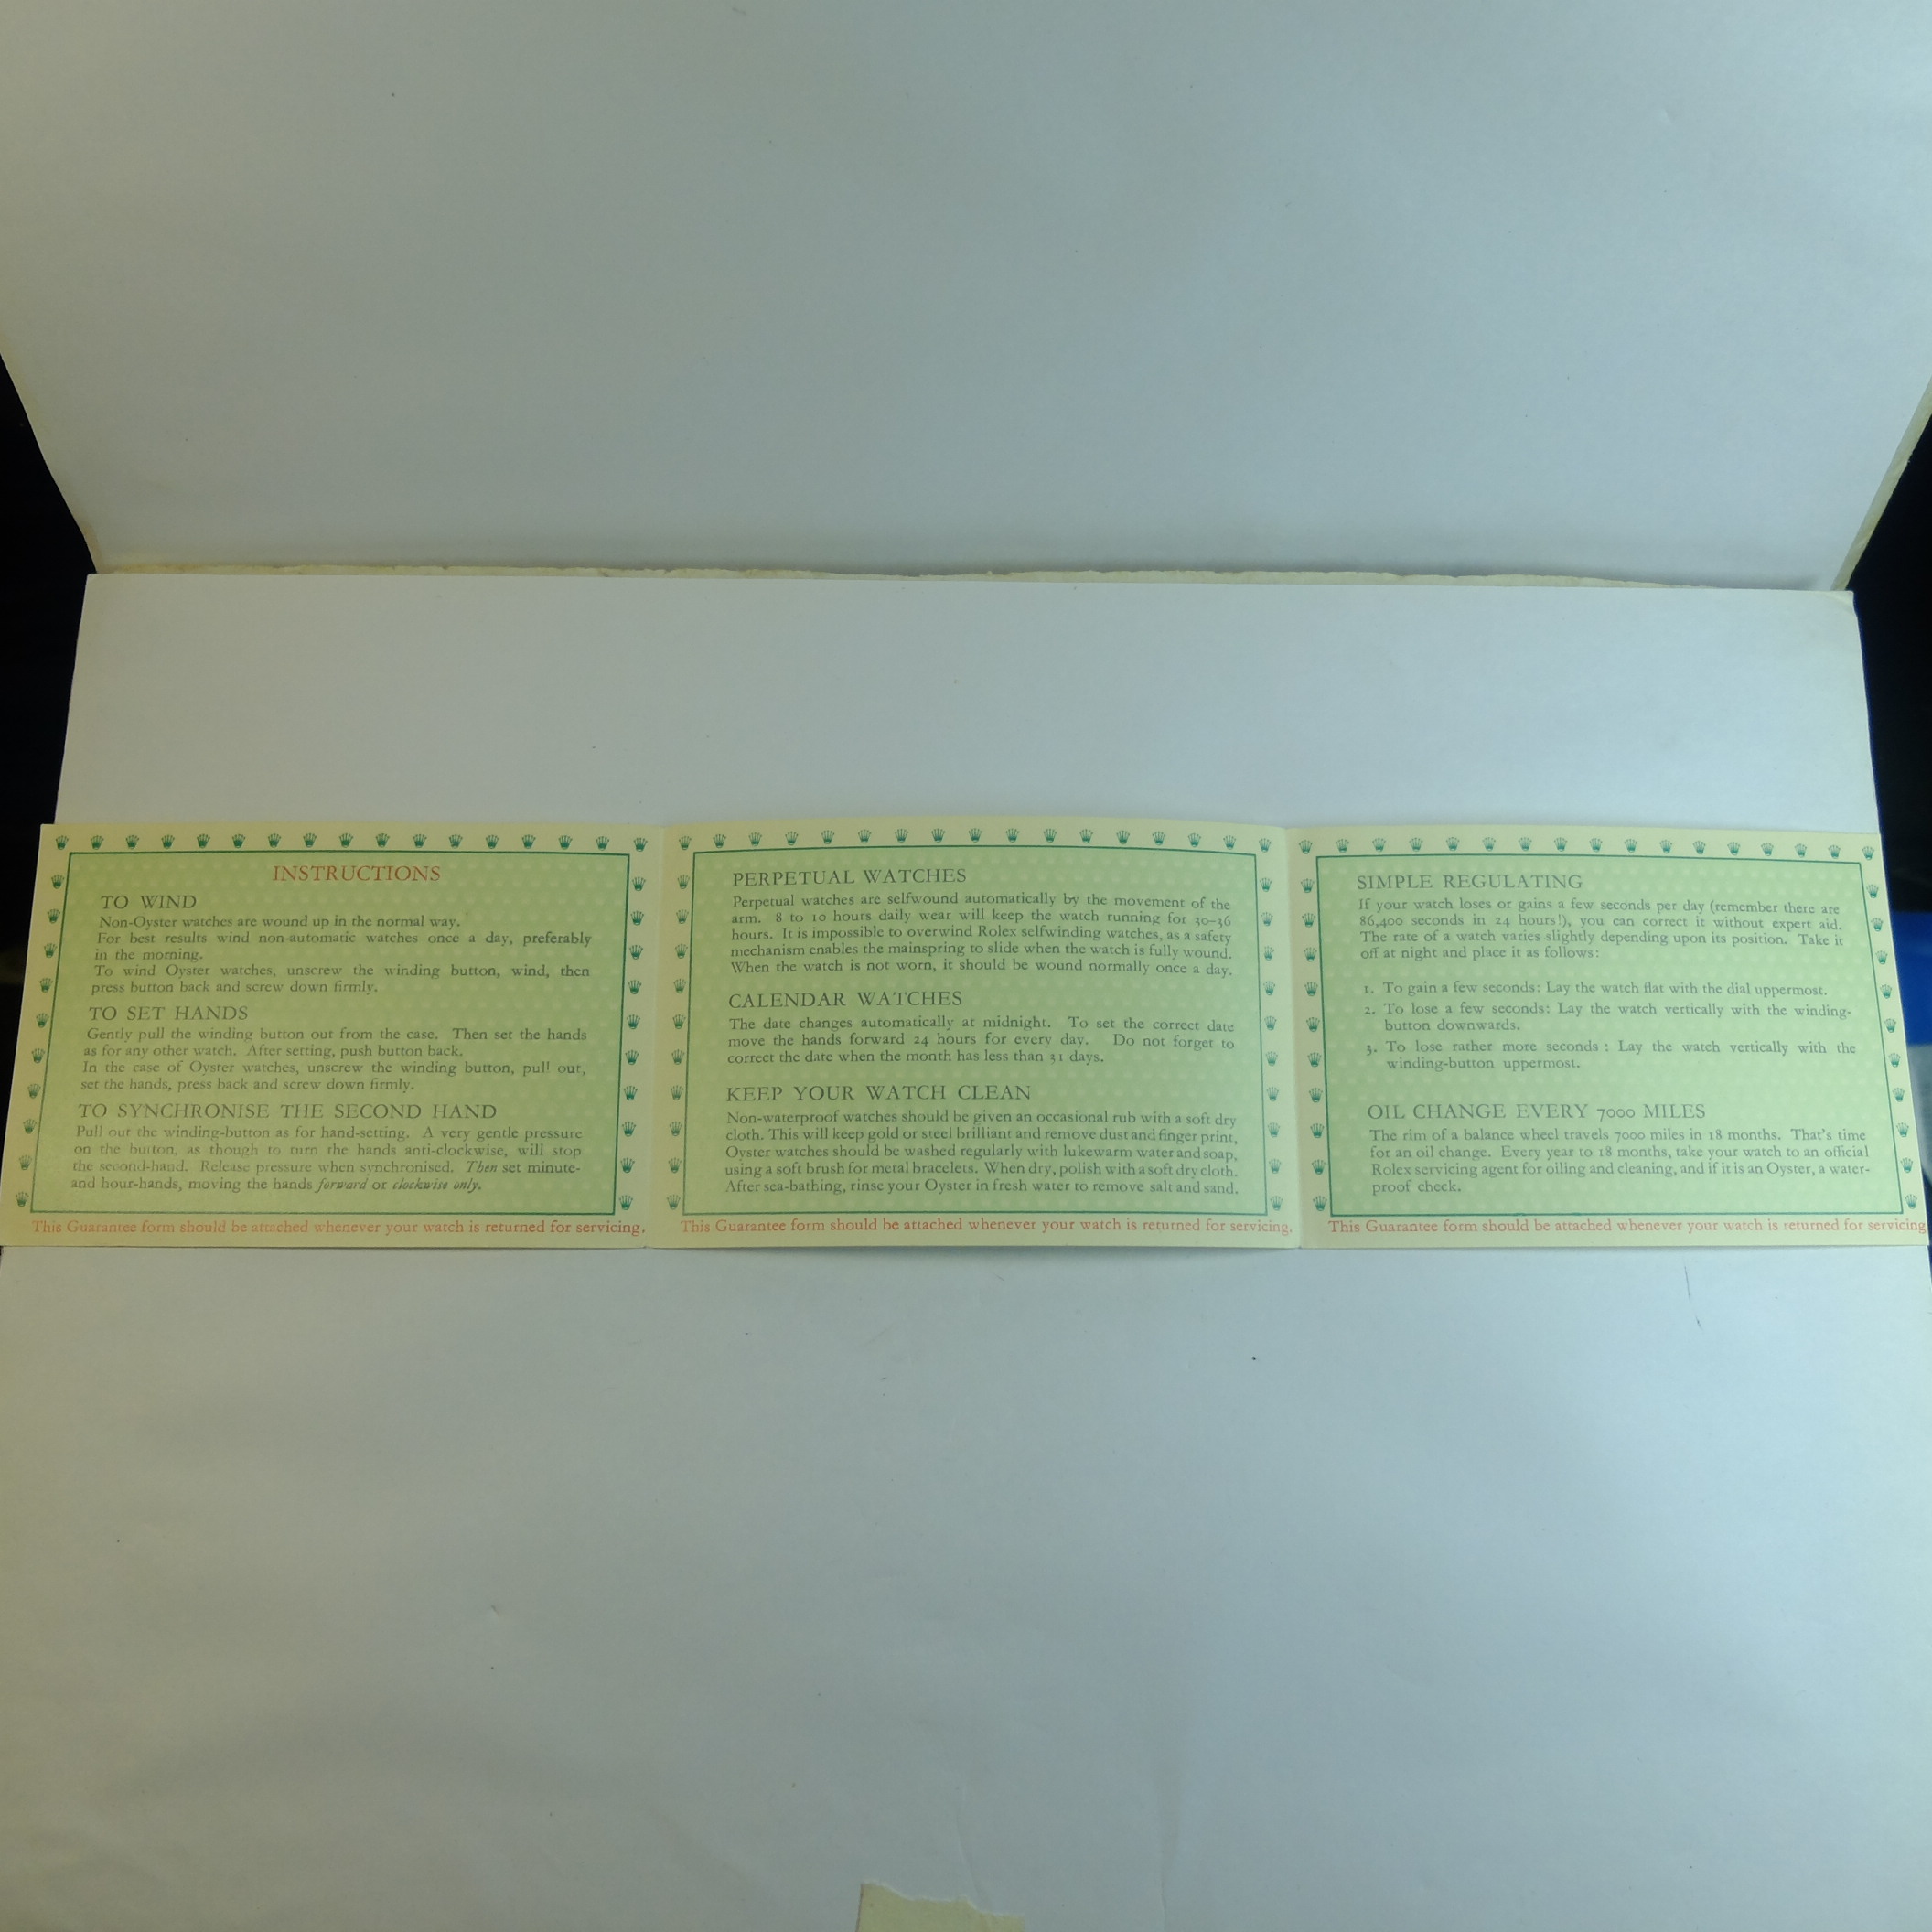 INSTRUCTIONS
TO WIND
Non-Oyster watches are wound up in the normal way.
For best results wind non-automatic watches once a day, preferably
in the morning.
To wind Oyster watches, unscrew the winding button, wind, then
press button back and screw down firmly.
TO SET HANDS
Gently pull the winding button out from the case. Then set the hands
as for any other watch. After setting, push button back.
In the case of Oyster watches, unscrew the winding button, pull out,
set the hands, press back and screw down firmly.
TO SYNCHRONISE THE SECOND HAND
Pull out the winding-button as for hand-setting. A very gentle pressure
on the button, as though to turn the hands anti-clockwise, will stop
the second-hand. Release pressure when synchronised. Then set minute-
and hour-hands, moving the hands forward or clockwise only.
This Guarantee form should be attached whenever your watch is returned for servicing.
PERPETUAL WATCHES
Perpetual watches are selfwound automatically by the movement of the
arm. 8 to 10 hours daily wear will keep the watch running for 30–36
hours. It is impossible to overwind Rolex selfwinding watches, as a safety
mechanism enables the mainspring to slide when the watch is fully wound.
When the watch is not worn, it should be wound normally once a day.
CALENDAR WATCHES
The date changes automatically at midnight. To set the correct date
move the hands forward 24 hours for every day. Do not forget to
correct the date when the month has less than 31 days.
KEEP YOUR WATCH CLEAN
Non-waterproof watches should be given an occasional rub with a soft dry
cloth. This will keep gold or steel brilliant and remove dust and finger print,
Oyster watches should be washed regularly with lukewarm water and soap,
using a soft brush for metal bracelets. When dry, polish with a soft dry cloth.
After sea-bathing, rinse your Oyster in fresh water to remove salt and sand.
This Guarantee form should be attached whenever your watch is returned for servicing.
SIMPLE REGULATING
If your watch loses or gains a few seconds per day (remember there are
86,400 seconds in 24 hours!), you can correct it without expert aid.
The rate of a watch varies slightly depending upon its position. Take it
off at night and place it as follows:
1. To gain a few seconds: Lay the watch flat with the dial uppermost.
2. To lose a few seconds: Lay the watch vertically with the winding-
button downwards.
3. To lose rather more seconds : Lay the watch vertically with the
winding-button uppermost.
OIL CHANGE EVERY 7000 MILES
The rim of a balance wheel travels 7000 miles in 18 months. That's time
for an oil change. Every year to 18 months, take your watch to an official
Rolex servicing agent for oiling and cleaning, and if it is an Oyster, a water-
proof check.
This Guarantee form should be attached whenever your watch is returned for servicing